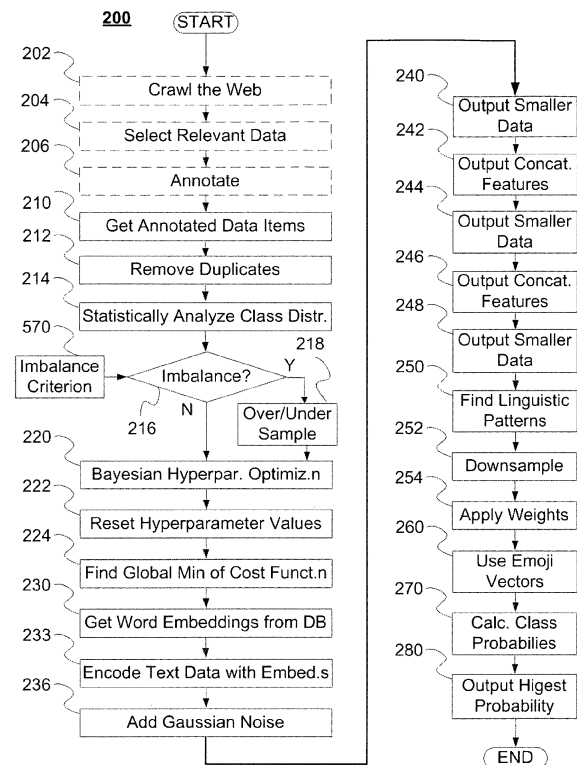 200
START
202
Crawl the Web
204
Select Relevant Data
206
Annotate
210
Get Annotated Data Items
212
Remove Duplicates
214
Statistically Analyze Class Distr.
570
Imbalance
Criterion
Imbalance?
216
Y
N
218
Over/Under
Sample
220
Bayesian Hyperpar. Optimiz.n
222
Reset Hyperparameter Values
224
Find Global Min of Cost Funct.n
230
Get Word Embeddings from DB
233
Encode Text Data with Embed.s
236
Add Gaussian Noise
240
Output Smaller
Data
242
Output Concat.
Features
244
Output Smaller
Data
246
Output Concat.
Features
248
Output Smaller
Data
250
Find Linguistic
Patterns
252
Downsample
254
Apply Weights
260
Use Emoji
Vectors
270
Calc. Class
Probabilies
280
Output Higest
Probability
END